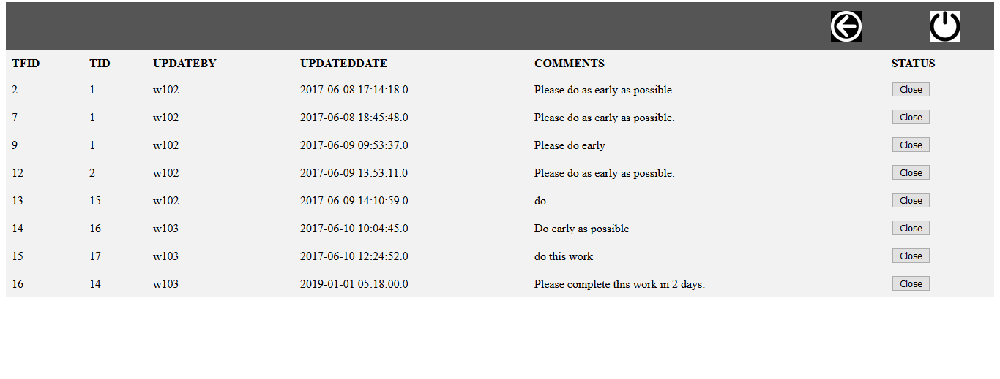 TFID TID UPDATEBY UPDATEDDATE COMMENTS STATUS
2 1 w102 2017-06-08 17:14:18.0 Please do as early as possible. Close
7 1 w102 2017-06-08 18:45:48.0 Please do as early as possible. Close
9 1 w102 2017-06-09 09:53:37.0 Please do early Close
12 2 w102 2017-06-09 13:53:11.0 Please do as early as possible. Close
13 15 w102 2017-06-09 14:10:59.0 do Close
14 16 w103 2017-06-10 10:04:45.0 Do early as possible Close
15 17 w103 2017-06-10 12:24:52.0 do this work Close
16 14 w103 2019-01-01 05:18:00.0 Please complete this work in 2 days. Close